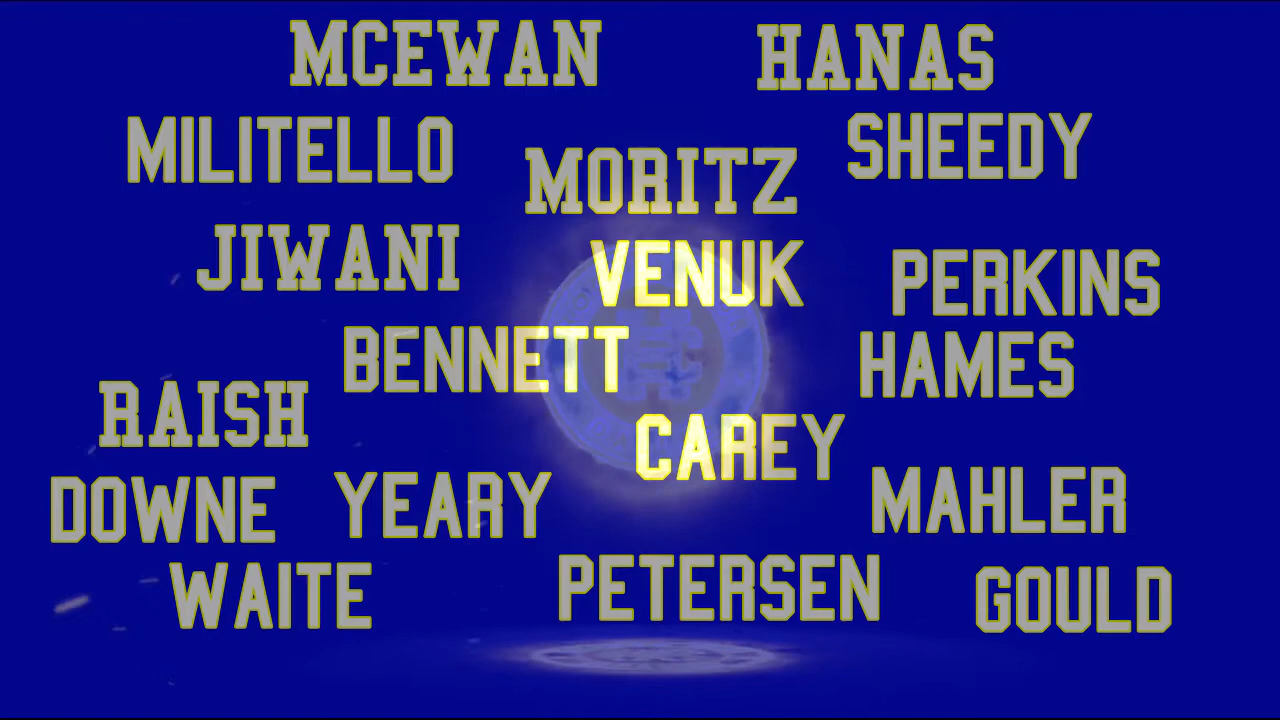 MCEWAN
HANAS
MILITELLO
SHEEDY
MORITZ
JIWANI
VENUK
PERKINS
BENNETT
HAMES
RAISH
CAREY
DOWNE
YEARY
MAHLER
WAITE
PETERSEN
GOULD